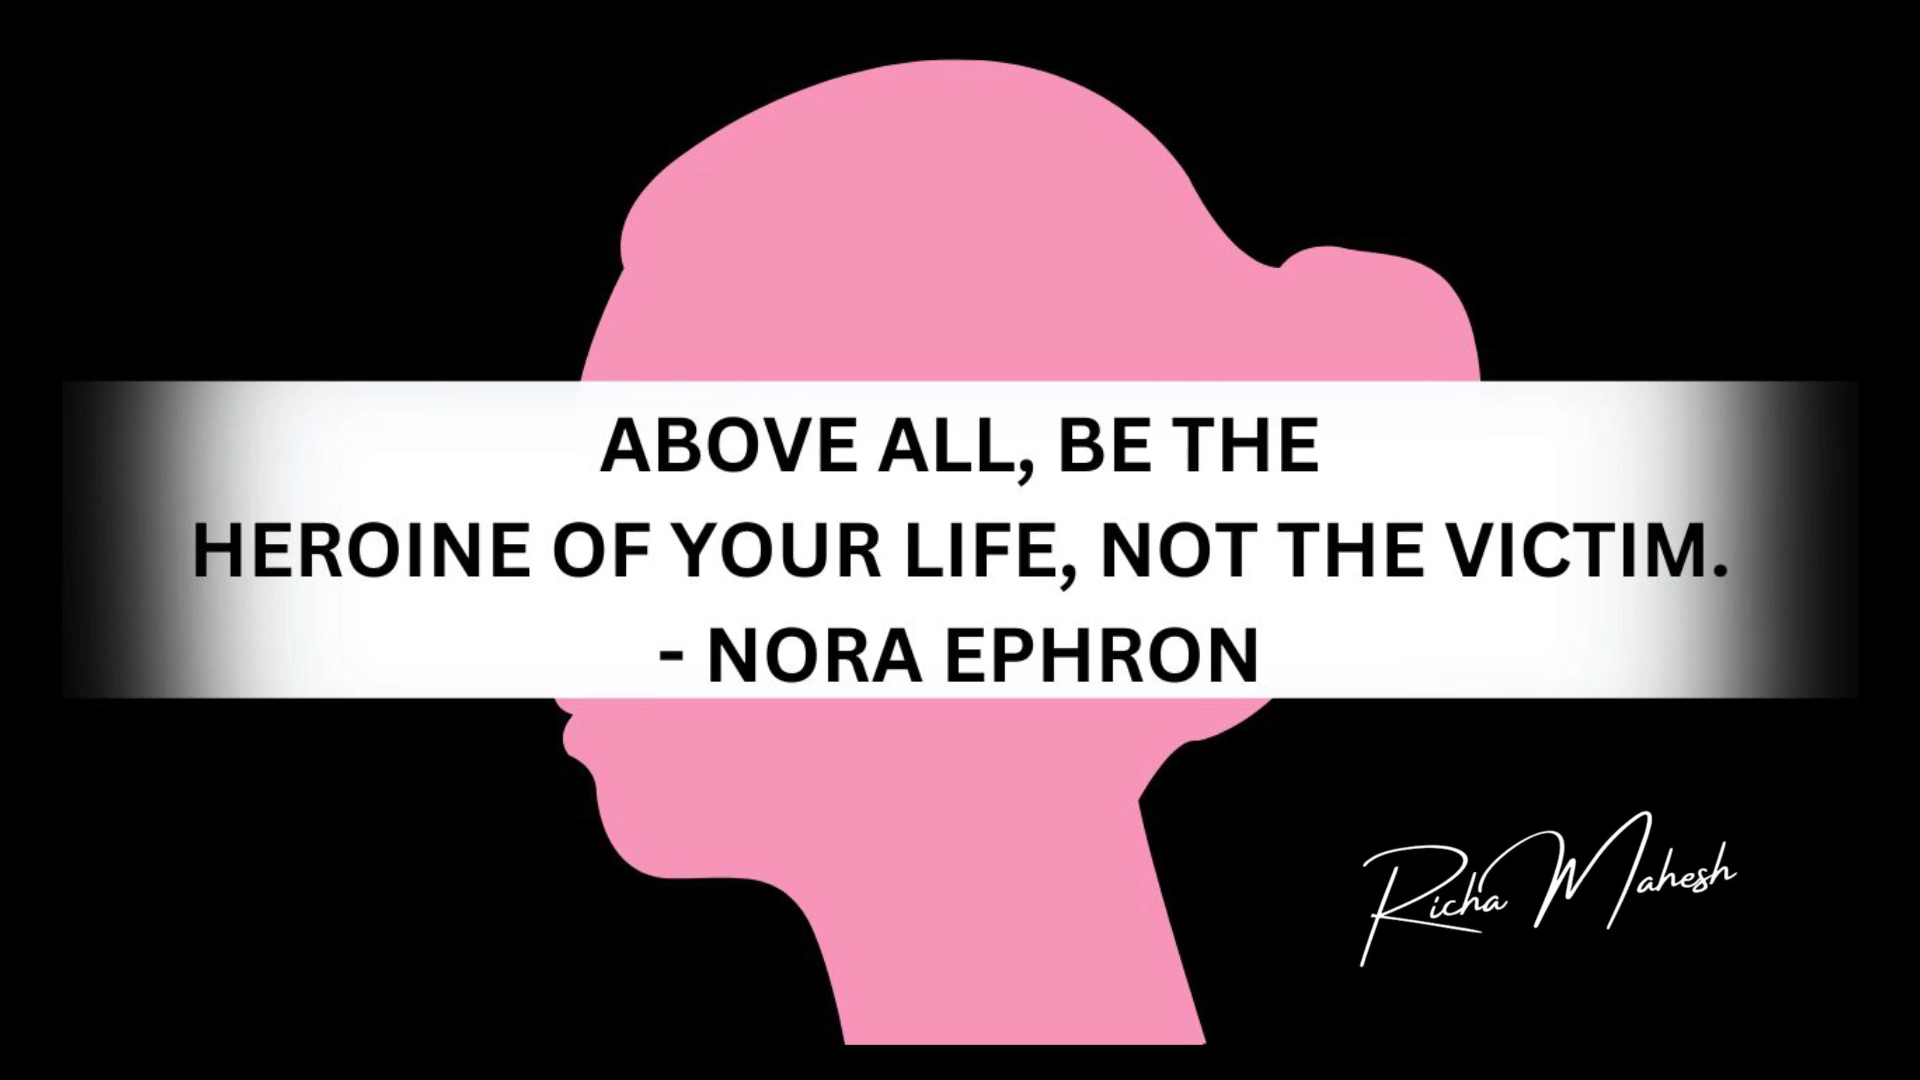 ABOVE ALL, BE THE
HEROINE OF YOUR LIFE, NOT THE VICTIM.
- NORA EPHRON
Richa Mahesh